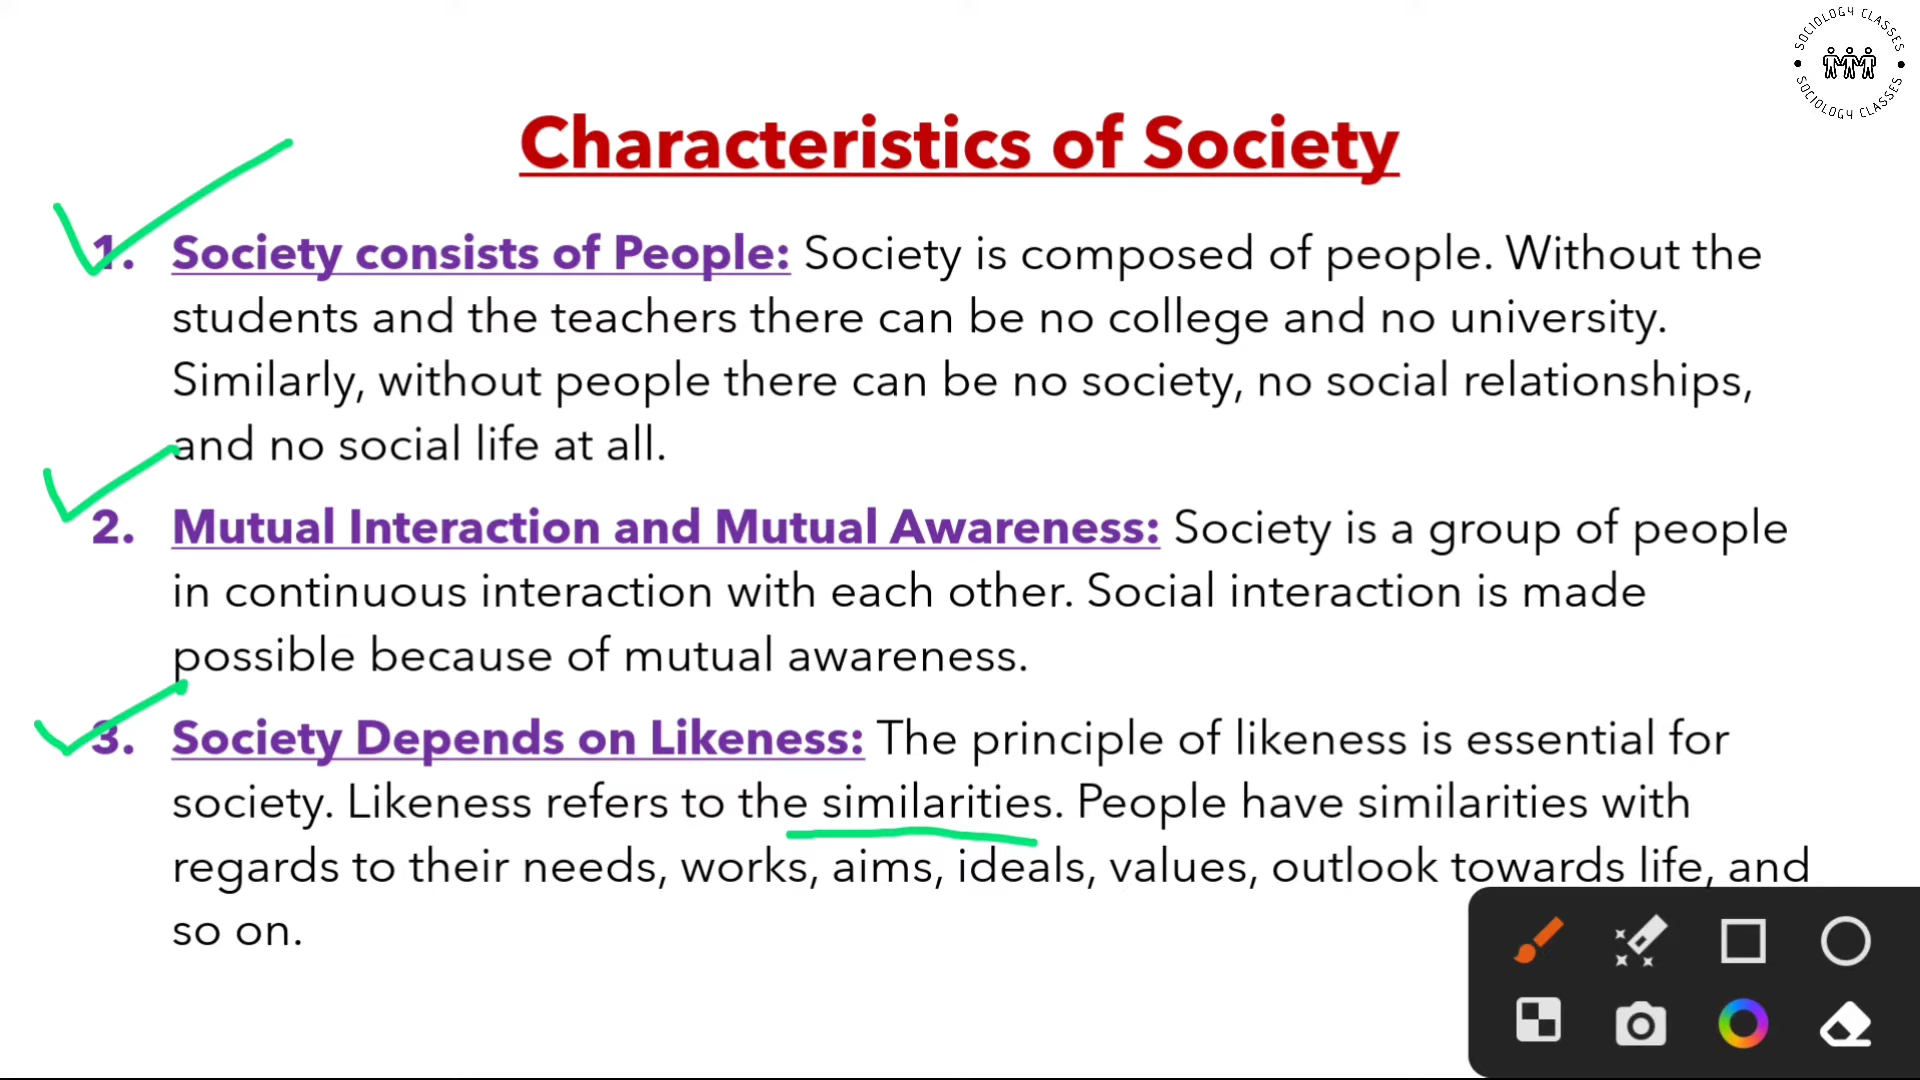 SOCIOLOGY CLASSES
SOCIOLOGY CLASSES
Characteristics of Society
1. Society consists of People: Society is composed of people. Without the
students and the teachers there can be no college and no university.
Similarly, without people there can be no society, no social relationships,
and no social life at all.
2. Mutual Interaction and Mutual Awareness: Society is a group of people
in continuous interaction with each other. Social interaction is made
possible because of mutual awareness.
3. Society Depends on Likeness: The principle of likeness is essential for
society. Likeness refers to the similarities. People have similarities with
regards to their needs, works, aims, ideals, values, outlook towards life, and
so on.